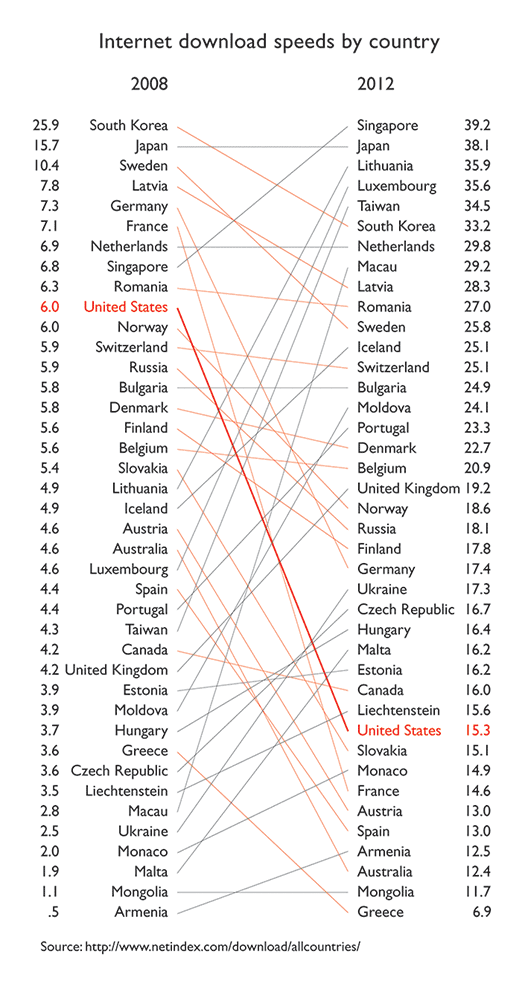 Internet download speeds by country
2008 2012
25.9 South Korea Singapore 39.2
15.7 Japan Japan 38.1
10.4 Sweden Lithuania 35.9
7.8 Latvia Luxembourg 35.6
7.3 Germany Taiwan 34.5
7.1 France South Korea 33.2
6.9 Netherlands Netherlands 29.8
6.8 Singapore Macau 29.2
6.3 Romania Latvia 28.3
6.0 United States Romania 27.0
6.0 Norway Sweden 25.8
5.9 Switzerland Iceland 25.1
5.9 Russia Switzerland 25.1
5.8 Bulgaria Bulgaria 24.9
5.8 Denmark Moldova 24.1
5.6 Finland Portugal 23.3
5.6 Belgium Denmark 22.7
5.4 Slovakia Belgium 20.9
4.9 Lithuania United Kingdom 19.2
4.9 Iceland Norway 18.6
4.6 Austria Russia 18.1
4.6 Australia Finland 17.8
4.6 Luxembourg Germany 17.4
4.4 Spain Ukraine 17.3
4.4 Portugal Czech Republic 16.7
4.3 Taiwan Hungary 16.4
4.2 Canada Malta 16.2
4.2 United Kingdom Estonia 16.2
3.9 Estonia Canada 16.0
3.9 Moldova Liechtenstein 15.6
3.7 Hungary United States 15.3
3.6 Greece Slovakia 15.1
3.6 Czech Republic Monaco 14.9
3.5 Liechtenstein France 14.6
2.8 Macau Austria 13.0
2.5 Ukraine Spain 13.0
2.0 Monaco Armenia 12.5
1.9 Malta Australia 12.4
1.1 Mongolia Mongolia 11.7
.5 Armenia Greece 6.9
Source: http://www.netindex.com/download/allcountries/